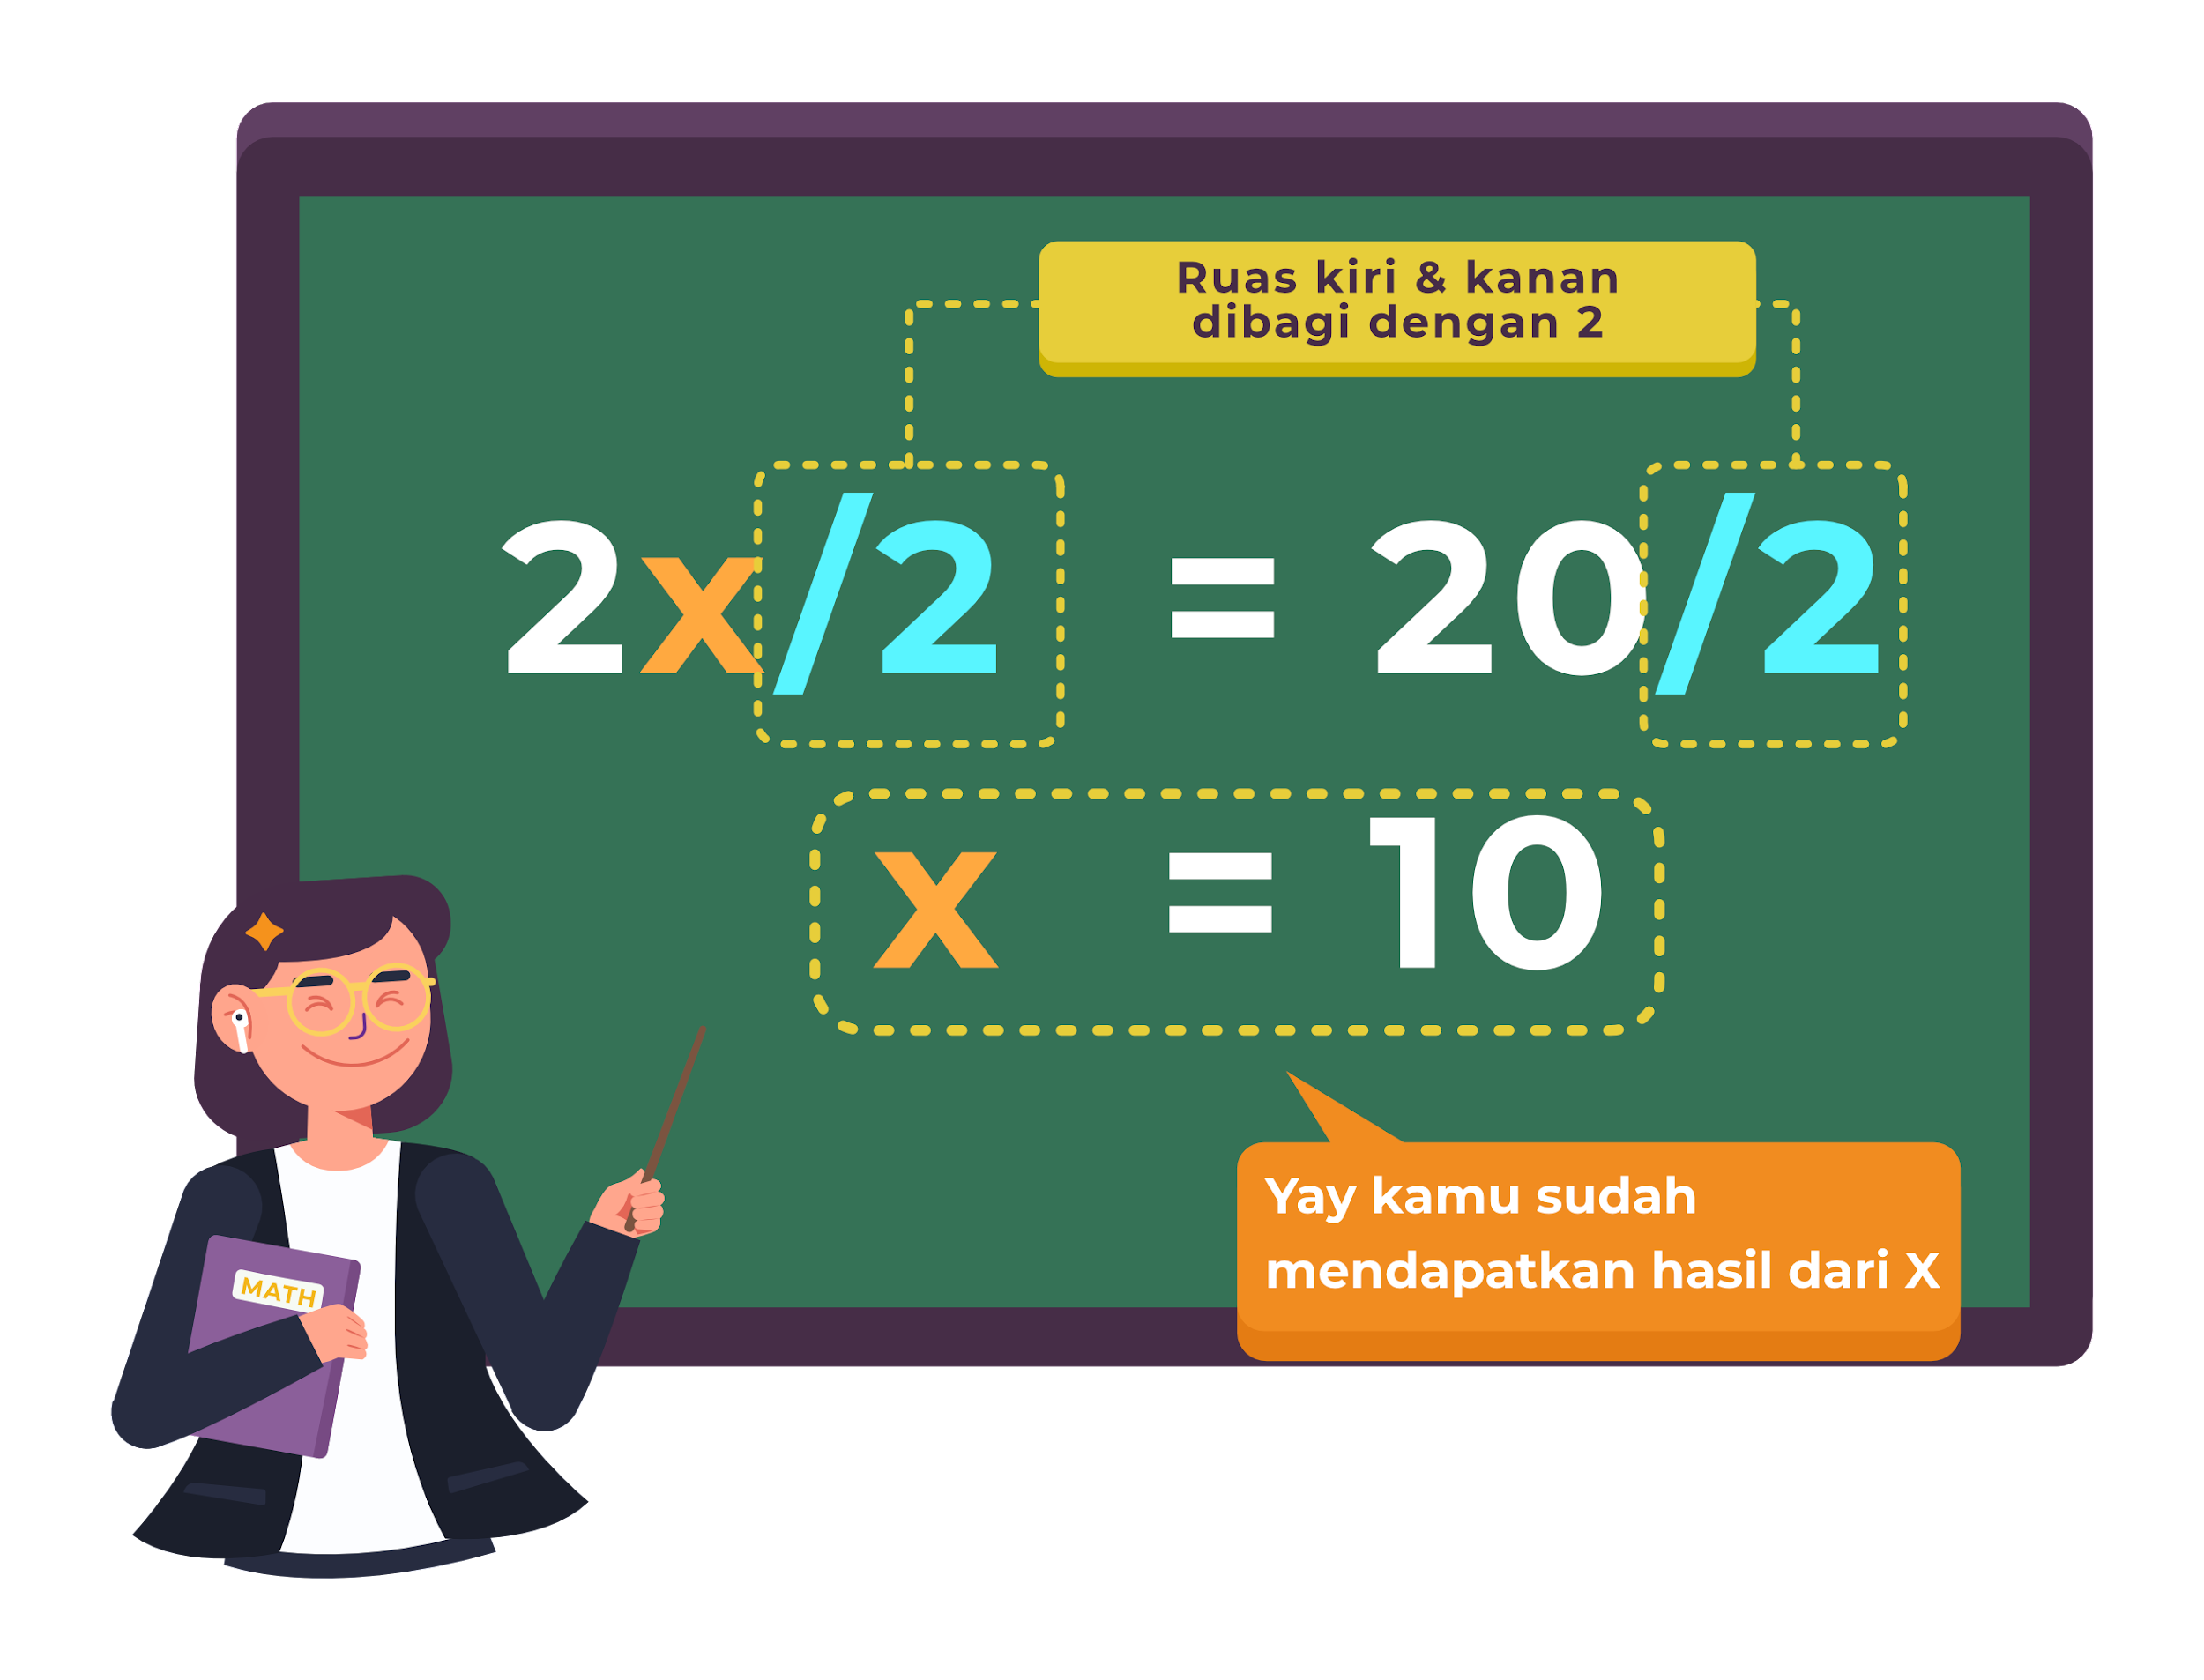 Ruas kiri & kanan
dibagi dengan 2
2x/2 = 20/2
x = 10
Yay kamu sudah
mendapatkan hasil dari X
MATH